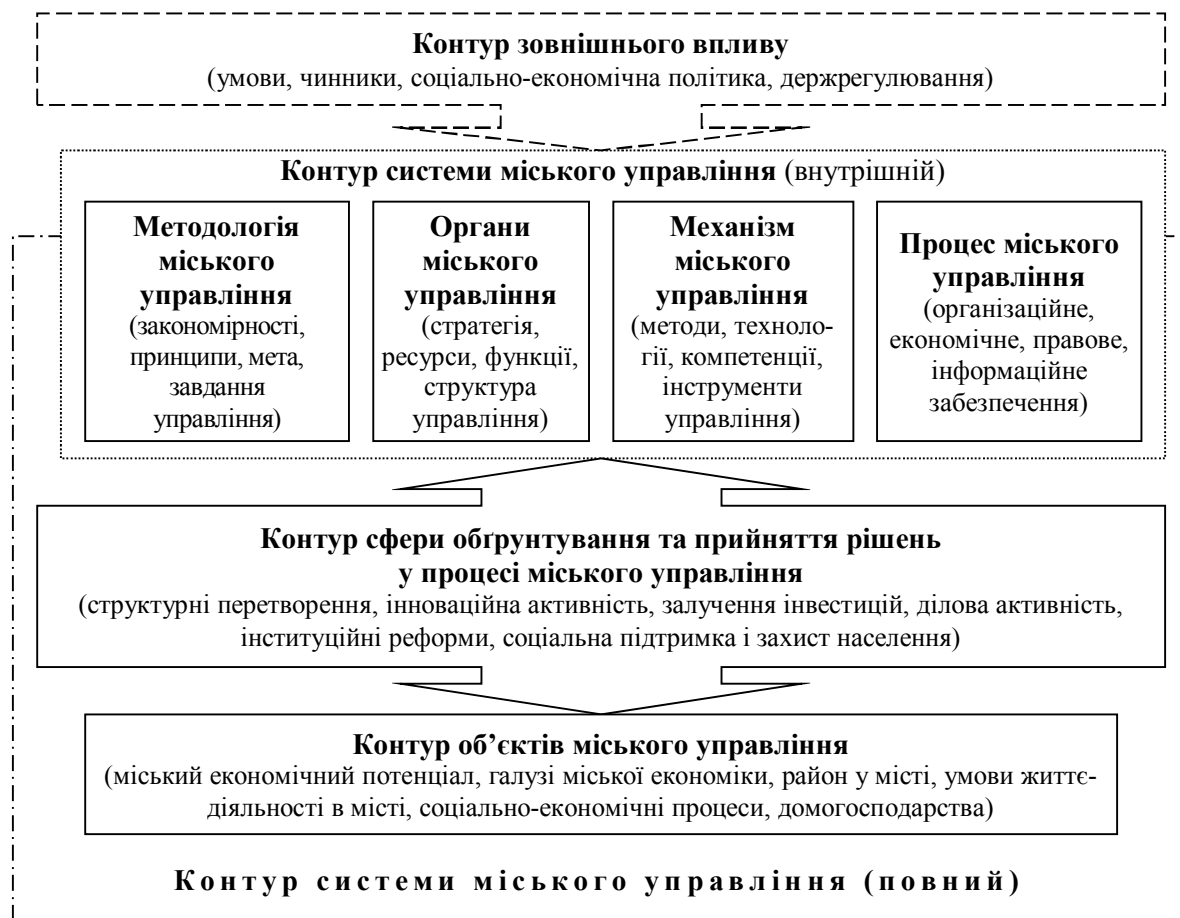 Контур зовнішнього впливу
(умови, чинники, соціально-економічна політика, держрегулювання)
Контур системи міського управління (внутрішній)
Методологія
міського
управління
(закономірності,
принципи, мета,
завдання
управління)
Органи
міського
управління
(стратегія,
ресурси, функції,
структура
управління)
Механізм
міського
управління
(методи, техноло-
гії, компетенції,
інструменти
управління)
Процес міського
управління
(організаційне,
економічне, правове,
інформаційне
забезпечення)
Контур сфери обґрунтування та прийняття рішень
у процесі міського управління
(структурні перетворення, інноваційна активність, залучення інвестицій, ділова активність,
інституційні реформи, соціальна підтримка і захист населення)
Контур об’єктів міського управління
(міський економічний потенціал, галузі міської економіки, район у місті, умови життє-
діяльності в місті, соціально-економічні процеси, домогосподарства)
Контур системи міського управління (повний)